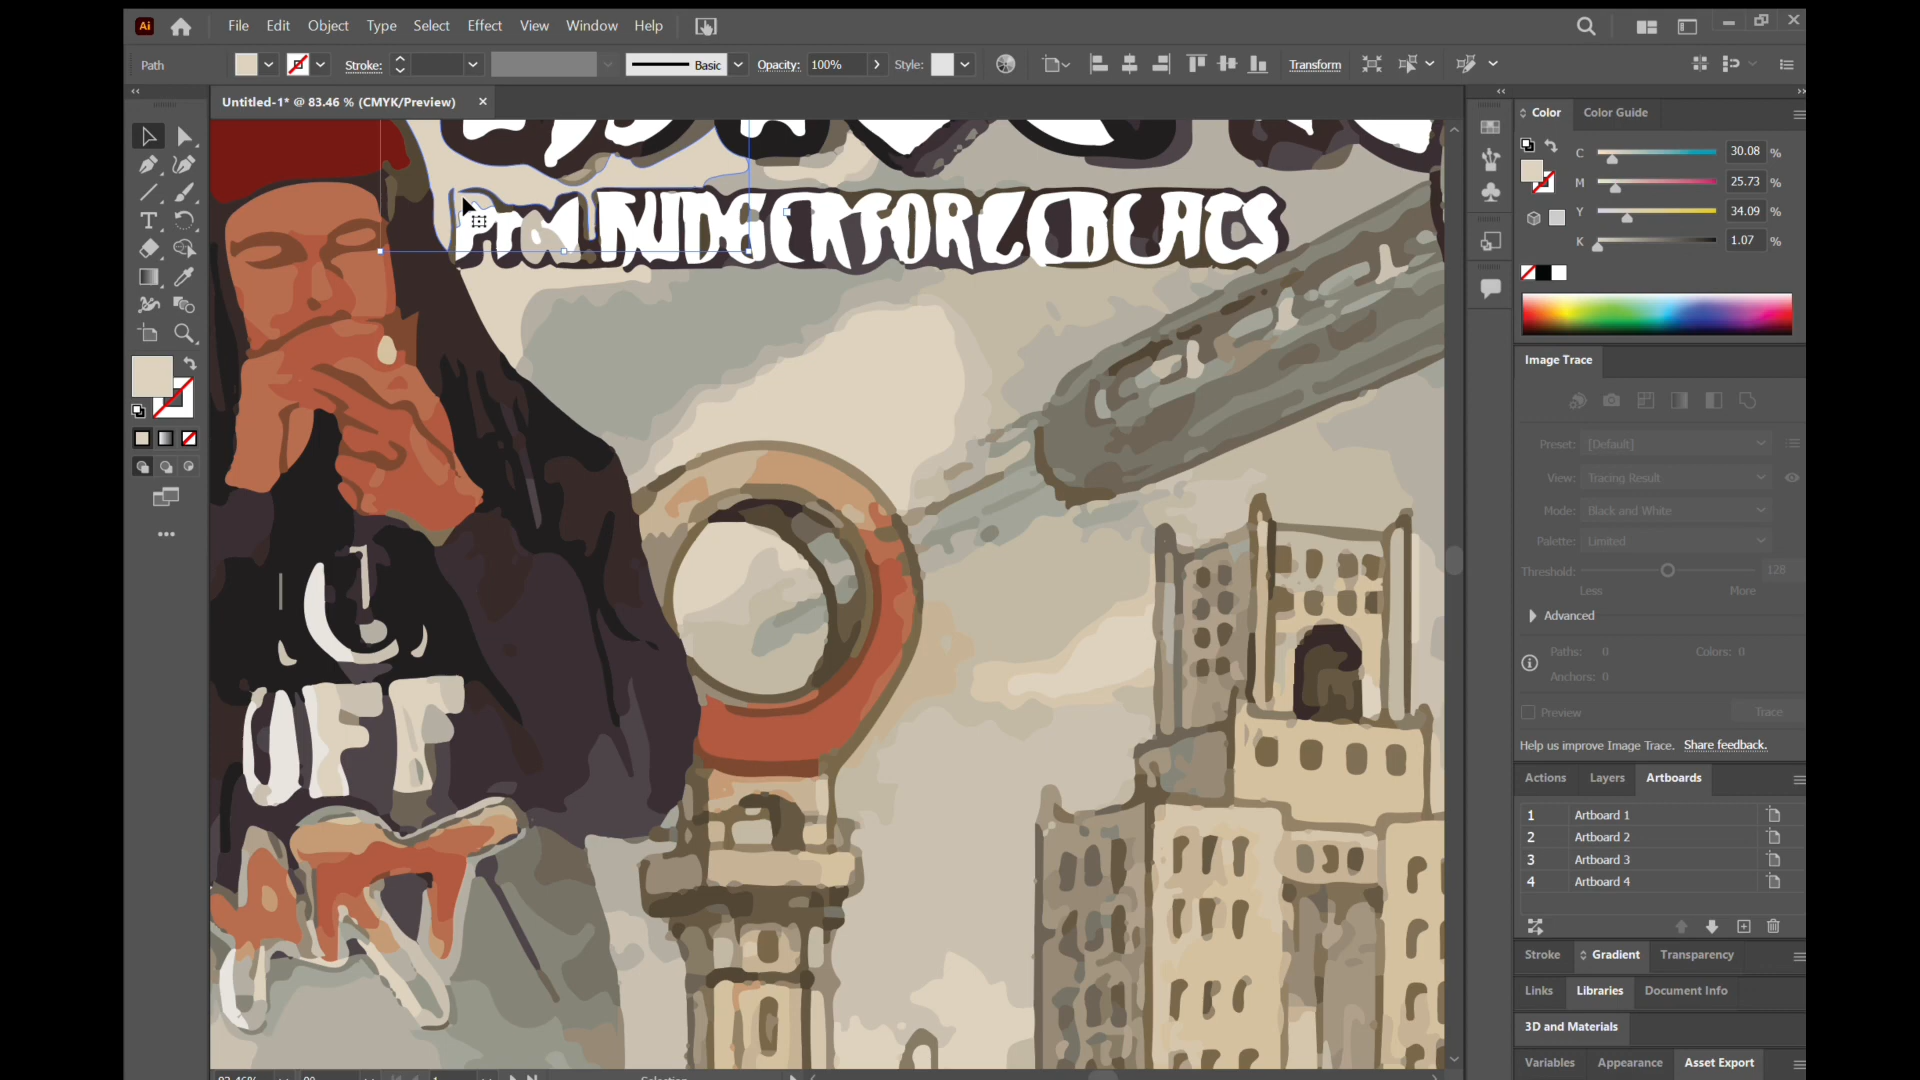 Ai File Edit Object Type Select Effect View Window Help
Path Stroke: Basic Opacity: 100% Style: Transform
Untitled-1* @ 83.46 % (CMYK/Preview)
Color Color Guide
C 30.08 %
M 25.73 %
Y 34.09 %
K 1.07 %
Image Trace
Preset: [Default]
View: Tracing Result
Mode: Black and White
Palette: Limited
Threshold: 128
Less More
Advanced
Paths: 0 Colors: 0
Anchors: 0
Preview Trace
Help us improve Image Trace. Share feedback.
Actions Layers Artboards
1 Artboard 1
2 Artboard 2
3 Artboard 3
4 Artboard 4
Stroke Gradient Transparency
Links Libraries Document Info
3D and Materials
Variables Appearance Asset Export